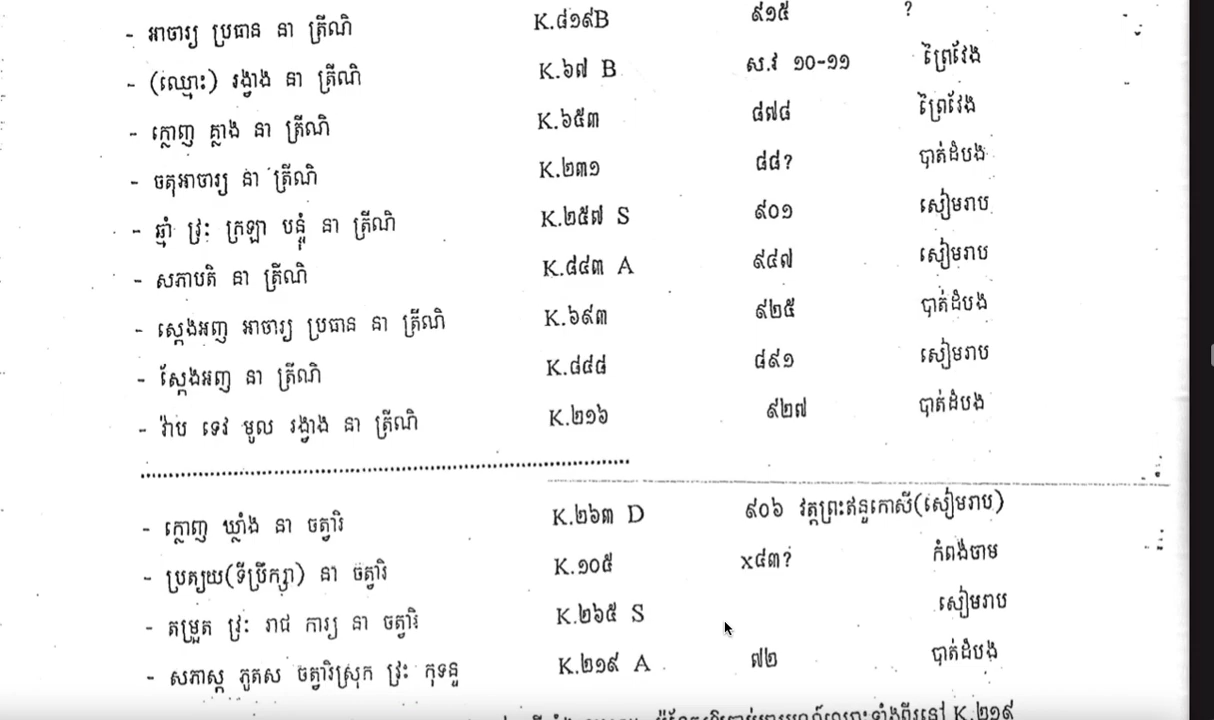 - អាចារ្យ ប្រធាន នា ត្រីណិ K.៨១៩B ៩១៥ ?
- (ឈ្មោះ) រង្វាង នា ត្រីណិ K.៦៧ B ស.វ ១០-១១ ព្រៃវែង
- ក្លោញ គ្លាង នា ត្រីណិ K.៦៥៣ ៨៧៨ ព្រៃវែង
- ចតុអាចារ្យ នា ត្រីណិ K.២៣១ ៨៨? បាត់ដំបង
- ឆ្មាំ វ្រះ ក្រឡា បន្ទំ នា ត្រីណិ K.២៥៧ S ៩០១ សៀមរាប
- សភាបតិ នា ត្រីណិ K.៨៤៣ A ៩៤៧ សៀមរាប
- ស្តេងអញ អាចារ្យ ប្រធាន នា ត្រីណិ K.៦៩៣ ៩២៥ បាត់ដំបង
- ស្តែងអញ នា ត្រីណិ K.៨៤៨ ៨៩១ សៀមរាប
- វ៉ាប ទេវ មូល រង្វាង នា ត្រីណិ K.២១៦ ៩២៧ បាត់ដំបង
- ក្លោញ ឃ្លាំង នា ចត្វារិ K.២៦៣ D ៩០៦ វត្តព្រះឥន្ទកោសី(សៀមរាប)
- ប្រត្យយ(ទីប្រឹក្សា) នា ចត្វារិ K.១០៥ x៨៣? កំពង់ចាម
- តម្រួត វ្រះ រាជ ការ្យ នា ចត្វារិ K.២៦៥ S សៀមរាប
- សភាស្ត ភូតស ចត្វារិស្រុក វ្រះ កុទន្ទ K.២១៩ A ៧២ បាត់ដំបង
K.២១៩